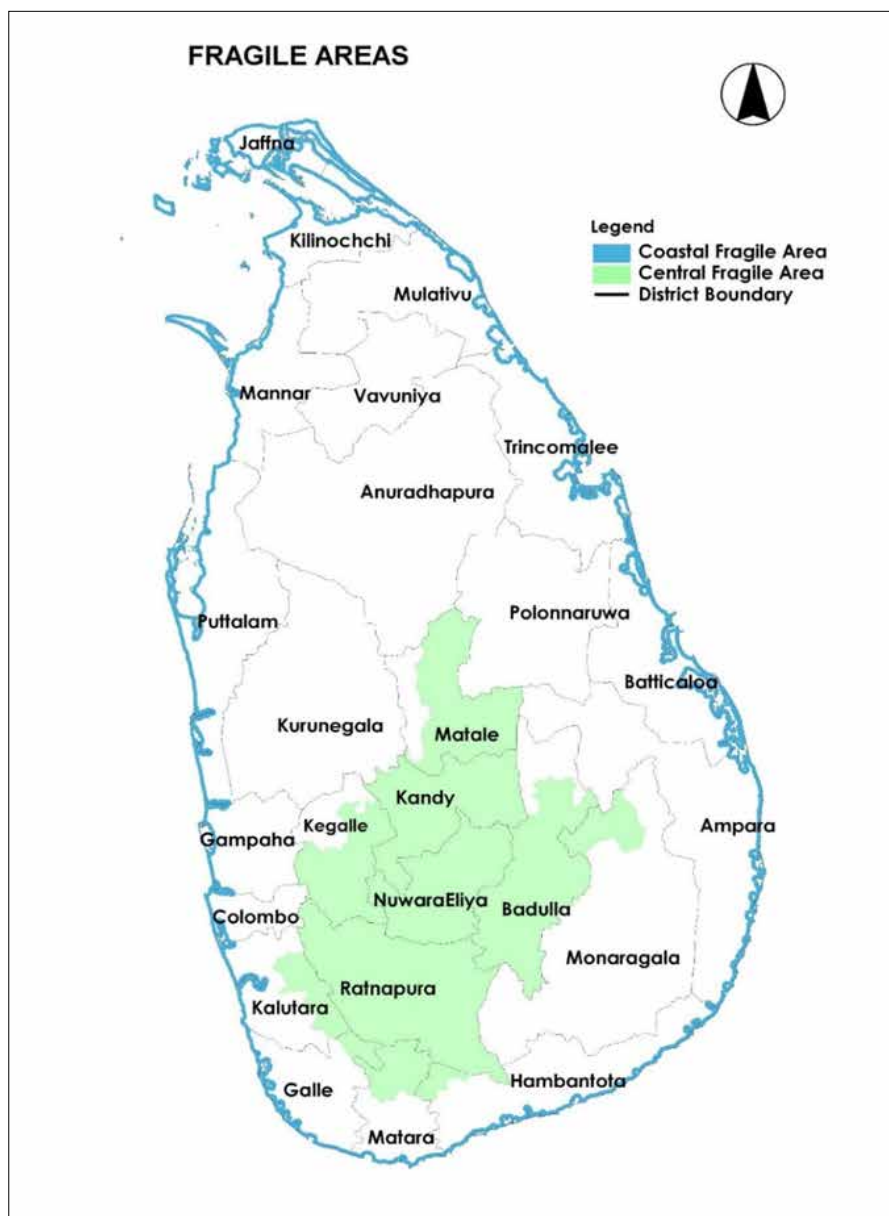 FRAGILE AREAS
Jaffna
Legend
Kilinochchi
Coastal Fragile Area
Central Fragile Area
Mulativu
District Boundary
Mannar
Vavuniya
Trincomalee
Anuradhapura
Polonnaruwa
Puttalam
Batticaloa
Kurunegala
Matale
Kandy
Kegalle
Ampara
Gampaha
NuwaraEliya
Badulla
Colombo
Monaragala
Ratnapura
Kalutara
Hambantota
Galle
Matara